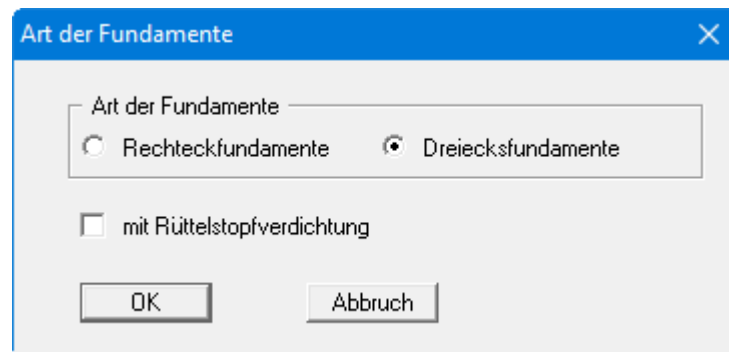 Art der Fundamente
Art der Fundamente
Rechteckfundamente Dreiecksfundamente
mit Rüttelstopfverdichtung
OK Abbruch